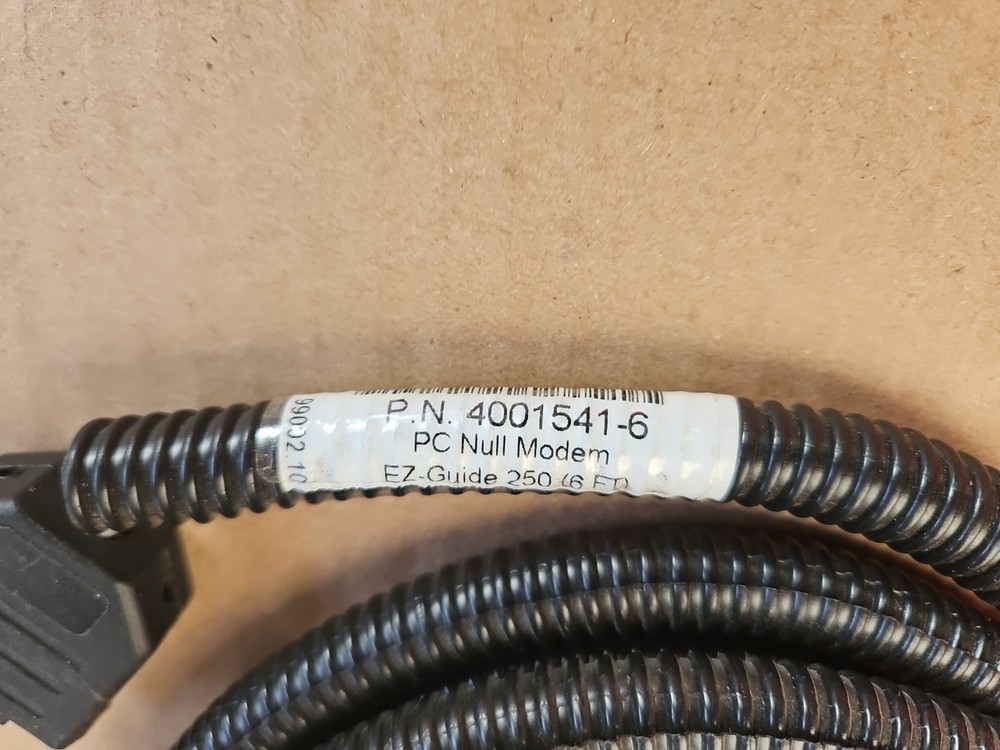 P.N. 4001541-6
PC Null Modem
EZ-Guide 250 (6 FT)